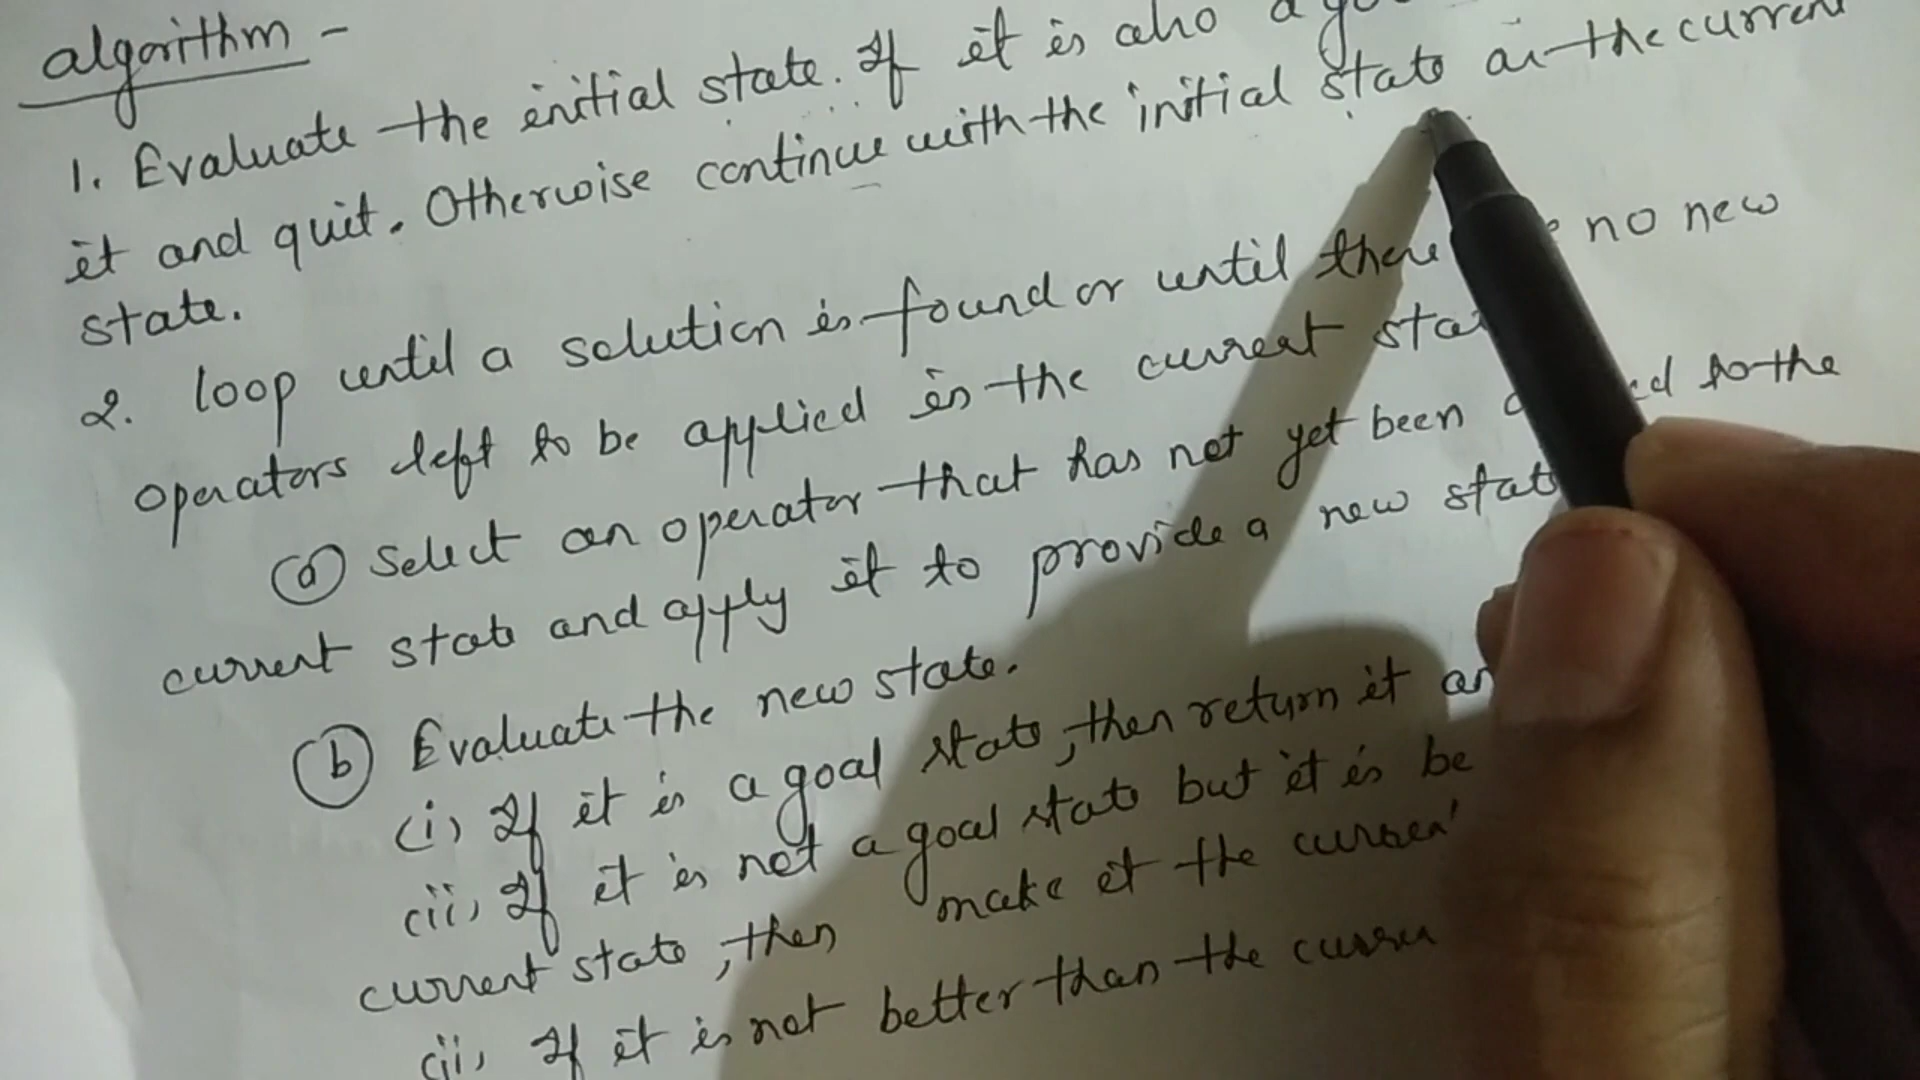 algorithm -
1. Evaluate the initial state. If it is also a
it and quit. Otherwise continue with the initial state as the current
state.
2. loop until a solution is found or until there no new
operators left to be applied in the current
(a) Select an operator that has not yet been to the
current state and apply it to provide a new
(b) Evaluate the new state.
(i) If it is a goal state, then return it
(ii) If it is not a goal state but it is
current state, then make it the
(iii) If it is not better than the